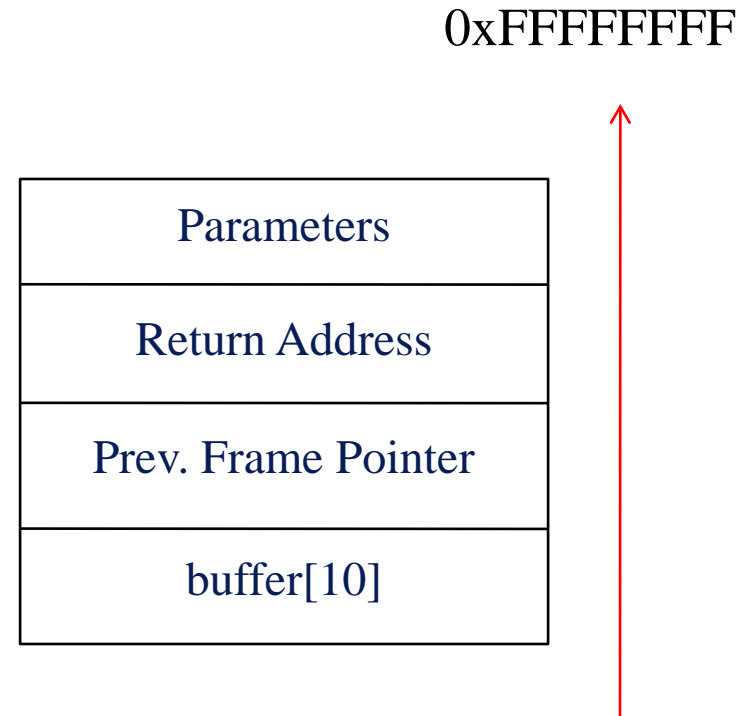 0xFFFFFFFF
Parameters
Return Address
Prev. Frame Pointer
buffer[10]